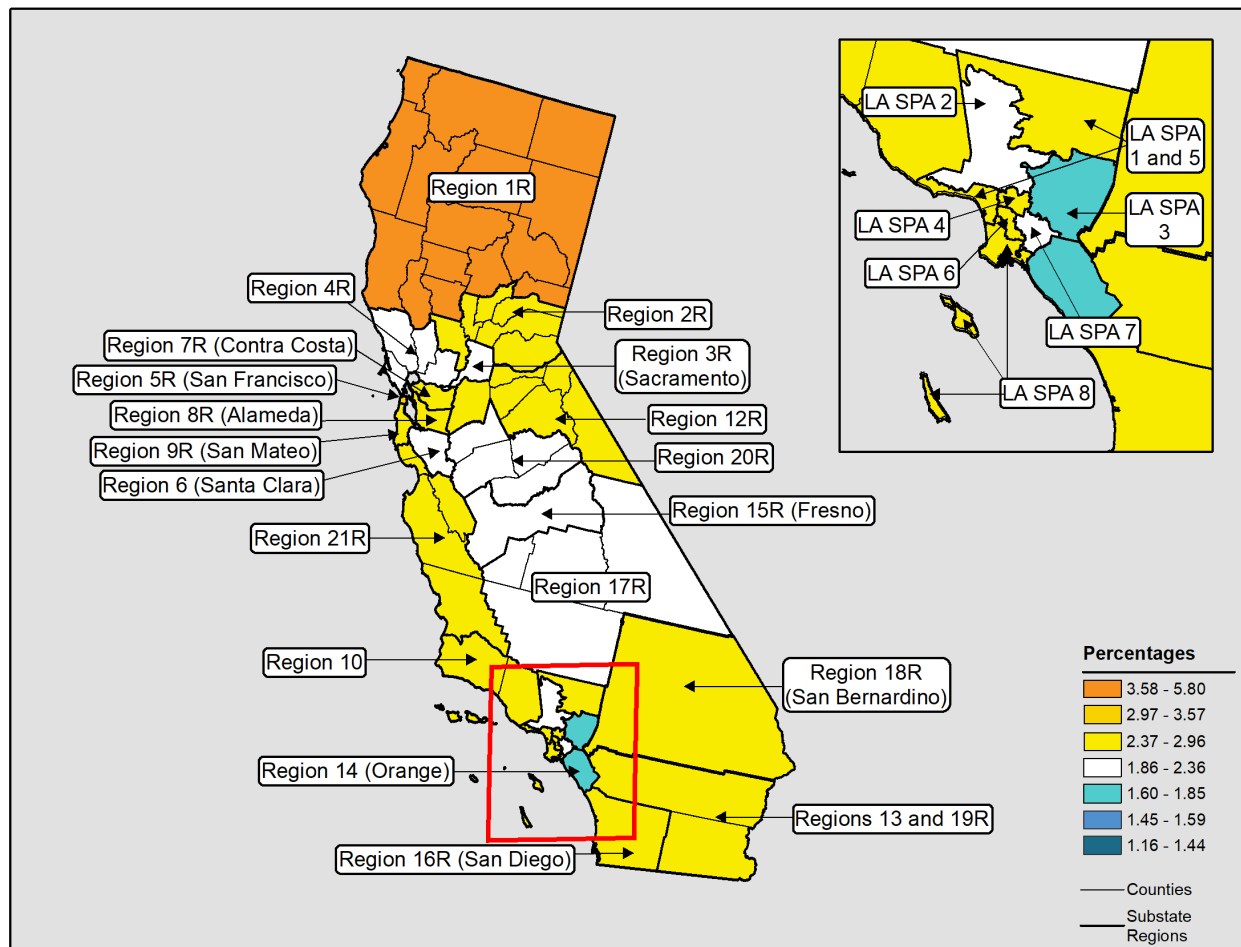 LA SPA 2
LA SPA
1 and 5
LA SPA
3
LA SPA 4
LA SPA 6
LA SPA 7
LA SPA 8
Region 1R
Region 4R
Region 2R
Region 7R (Contra Costa)
Region 3R
(Sacramento)
Region 5R (San Francisco)
Region 8R (Alameda)
Region 12R
Region 9R (San Mateo)
Region 20R
Region 6 (Santa Clara)
Region 15R (Fresno)
Region 21R
Region 17R
Region 10
Region 18R
(San Bernardino)
Region 14 (Orange)
Regions 13 and 19R
Region 16R (San Diego)
Percentages
3.58 - 5.80
2.97 - 3.57
2.37 - 2.96
1.86 - 2.36
1.60 - 1.85
1.45 - 1.59
1.16 - 1.44
Counties
Substate
Regions